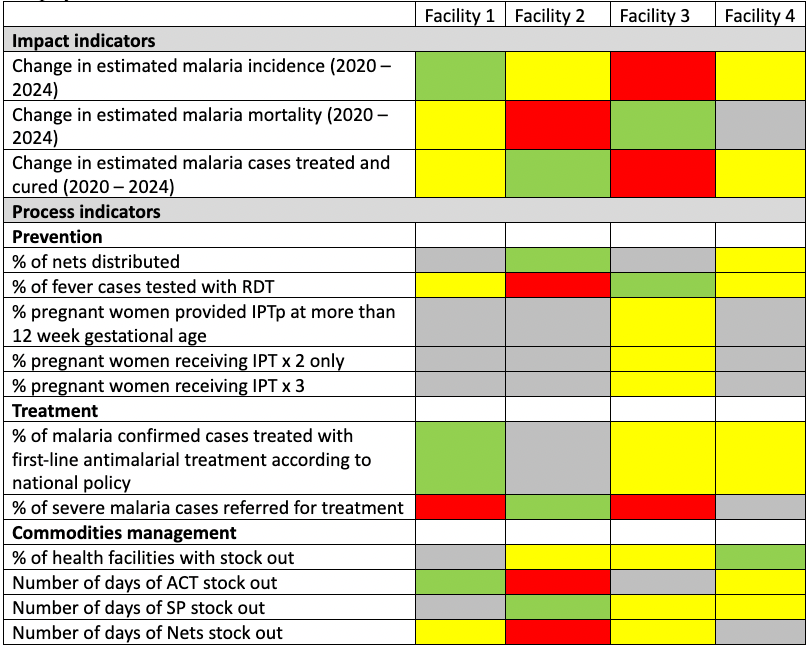 Facility 1 Facility 2 Facility 3 Facility 4
Impact indicators
Change in estimated malaria incidence (2020 –
2024)
Change in estimated malaria mortality (2020 –
2024)
Change in estimated malaria cases treated and
cured (2020 – 2024)
Process indicators
Prevention
% of nets distributed
% of fever cases tested with RDT
% pregnant women provided IPTp at more than
12 week gestational age
% pregnant women receiving IPT x 2 only
% pregnant women receiving IPT x 3
Treatment
% of malaria confirmed cases treated with
first-line antimalarial treatment according to
national policy
% of severe malaria cases referred for treatment
Commodities management
% of health facilities with stock out
Number of days of ACT stock out
Number of days of SP stock out
Number of days of Nets stock out